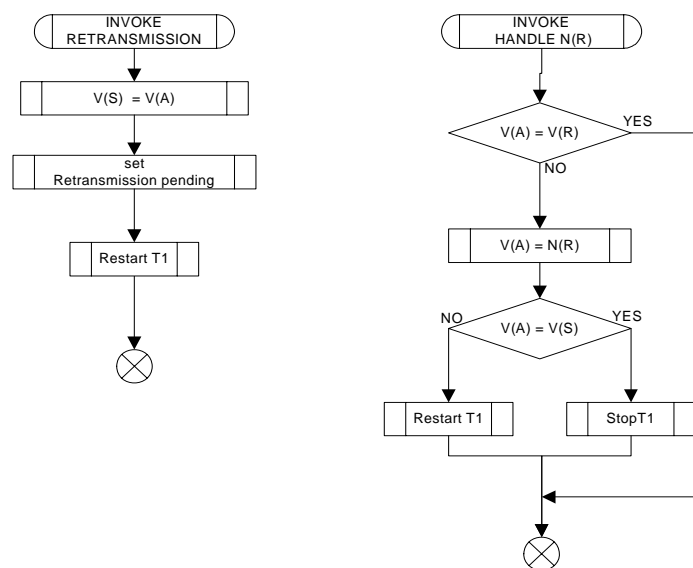 INVOKE
RETRANSMISSION
V(S) = V(A)
set
Retransmission pending
Restart T1
INVOKE
HANDLE N(R)
V(A) = V(R)
YES
NO
V(A) = N(R)
NO
V(A) = V(S)
YES
Restart T1
StopT1